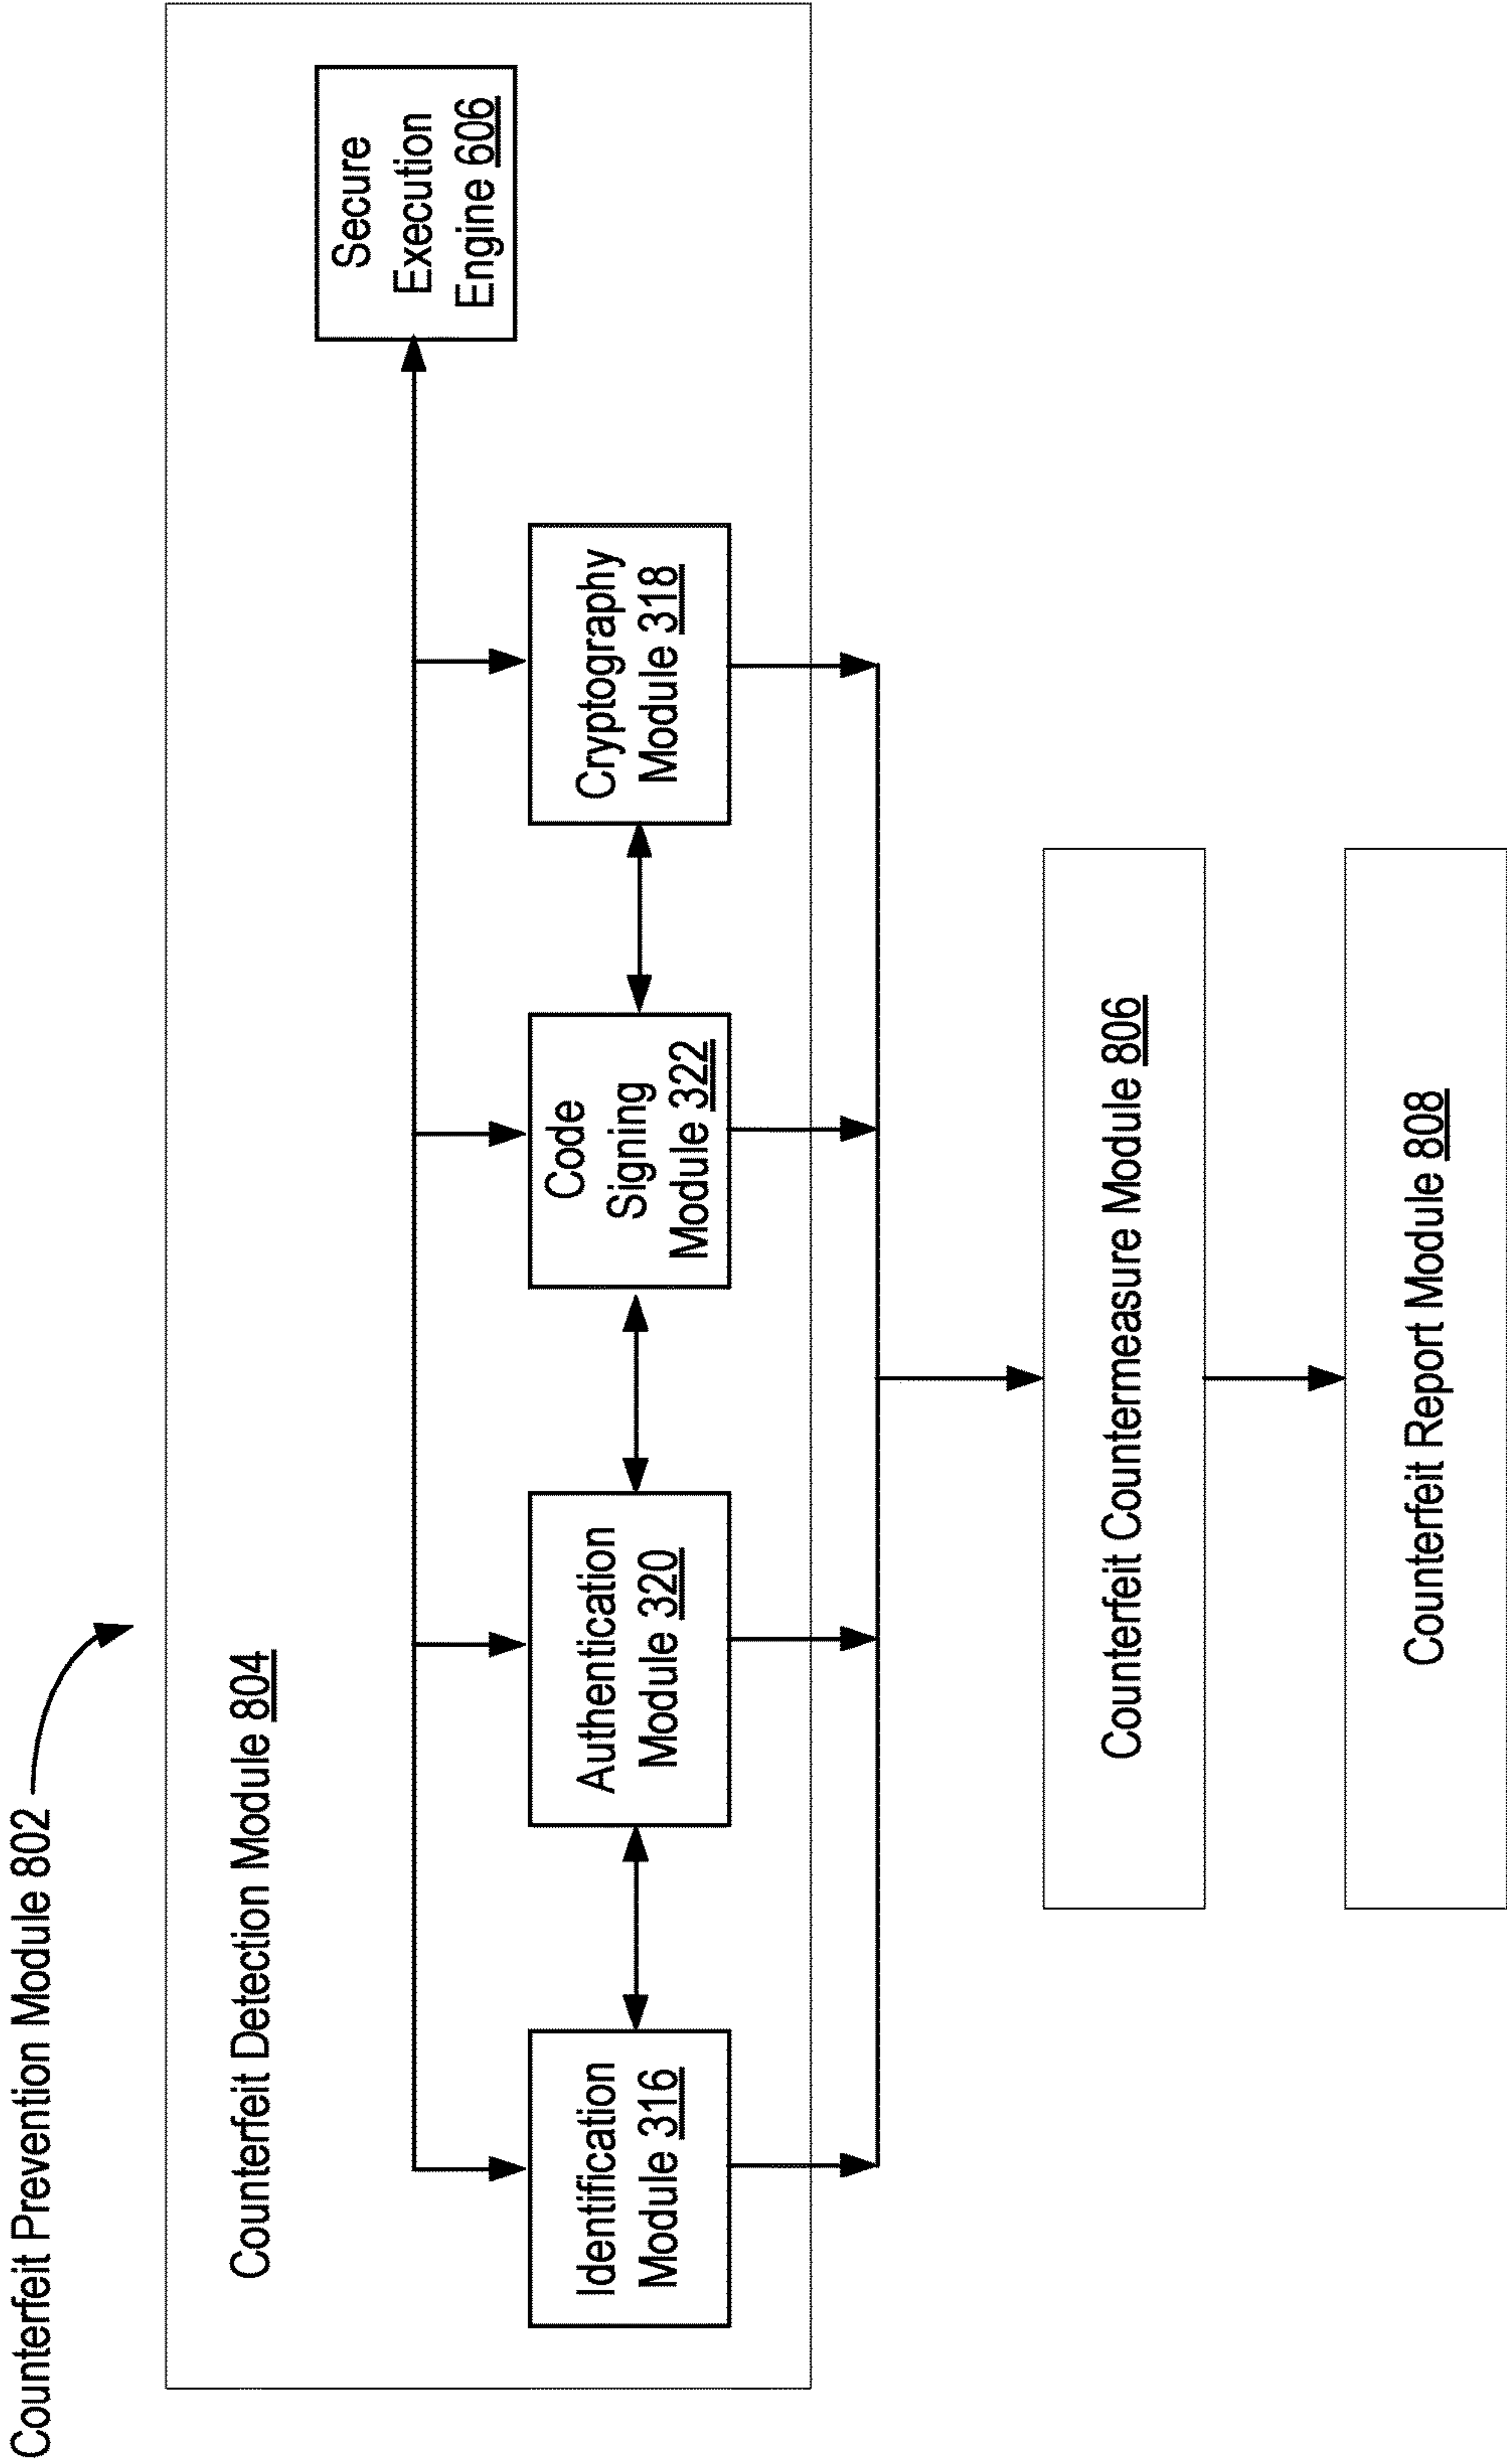 Counterfeit Prevention Module 802
Counterfeit Detection Module 804
Secure
Execution
Engine 606
Identification
Module 316
Authentication
Module 320
Code
Signing
Module 322
Cryptography
Module 318
Counterfeit Countermeasure Module 806
Counterfeit Report Module 808